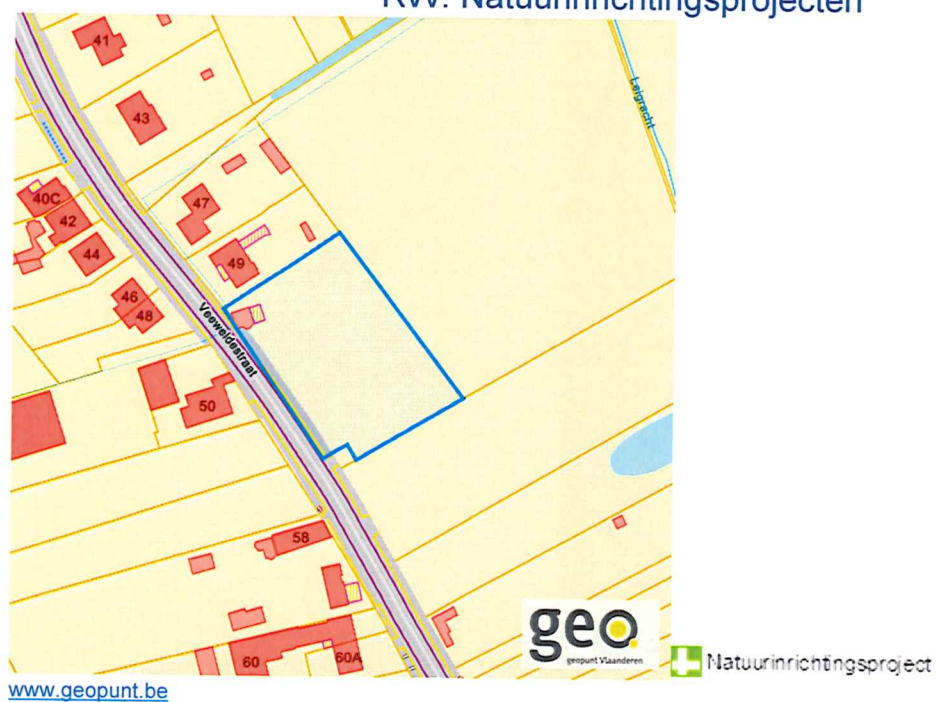 RVV: Natuurinrichtingsprojecten
41
43
Leigracht
40C
47
42
44
49
46
48
Veeweidestraat
50
58
60
60A
geo
geopunt Vlaanderen
Natuurinrichtingsproject
www.geopunt.be